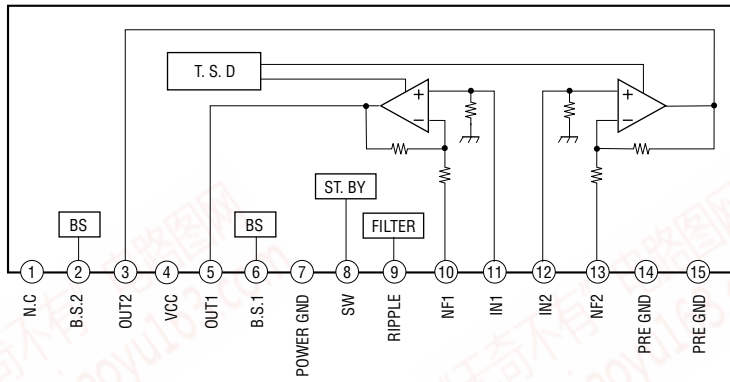 T. S. D
+
−
+
−
ST. BY
BS
BS
FILTER
1
2
3
4
5
6
7
8
9
10
11
12
13
14
15
N.C
B.S.2
OUT2
VCC
OUT1
B.S.1
POWER GND
SW
RIPPLE
NF1
IN1
IN2
NF2
PRE GND
PRE GND